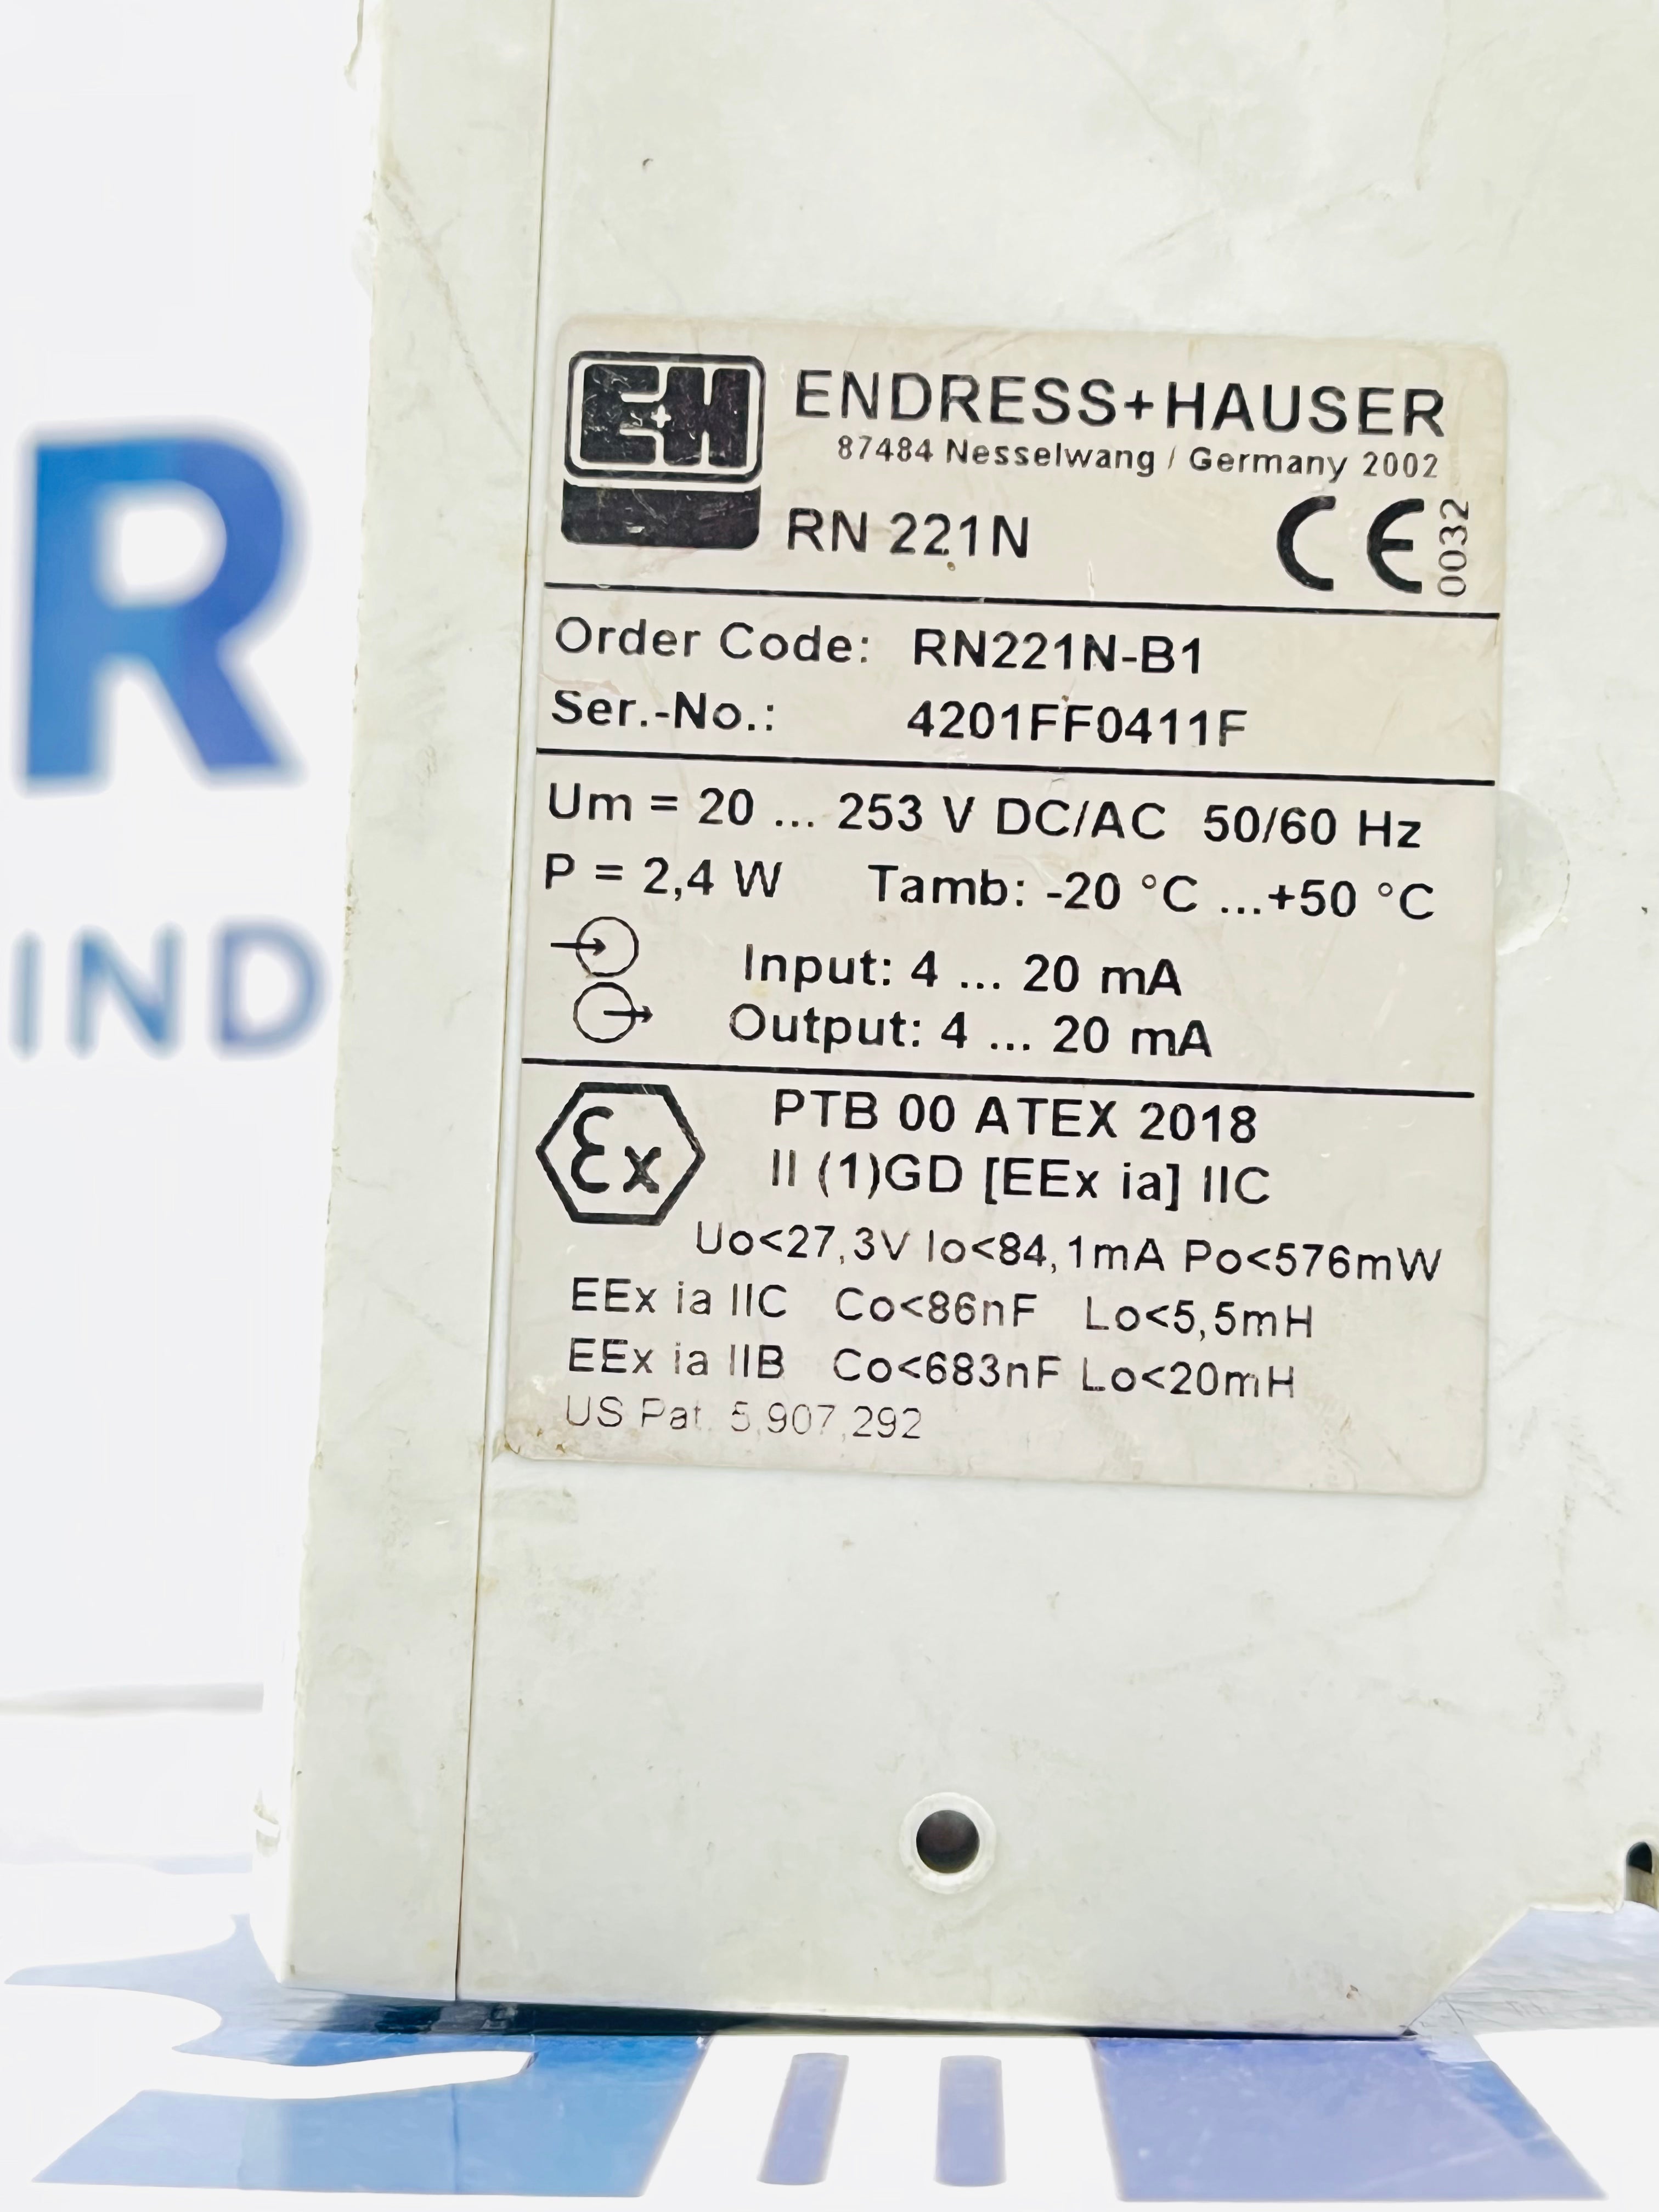 R
IND
E+H
ENDRESS+HAUSER
87484 Nesselwang / Germany 2002
RN 221N
CE 0032
Order Code: RN221N-B1
Ser.-No.: 4201FF0411F
Um = 20 ... 253 V DC/AC 50/60 Hz
P = 2,4 W Tamb: -20 °C ...+50 °C
Input: 4 ... 20 mA
Output: 4 ... 20 mA
Ex
PTB 00 ATEX 2018
II (1)GD [EEx ia] IIC
Uo<27,3V Io<84,1mA Po<576mW
EEx ia IIC Co<86nF Lo<5,5mH
EEx ia IIB Co<683nF Lo<20mH
US Pat. 5,907,292